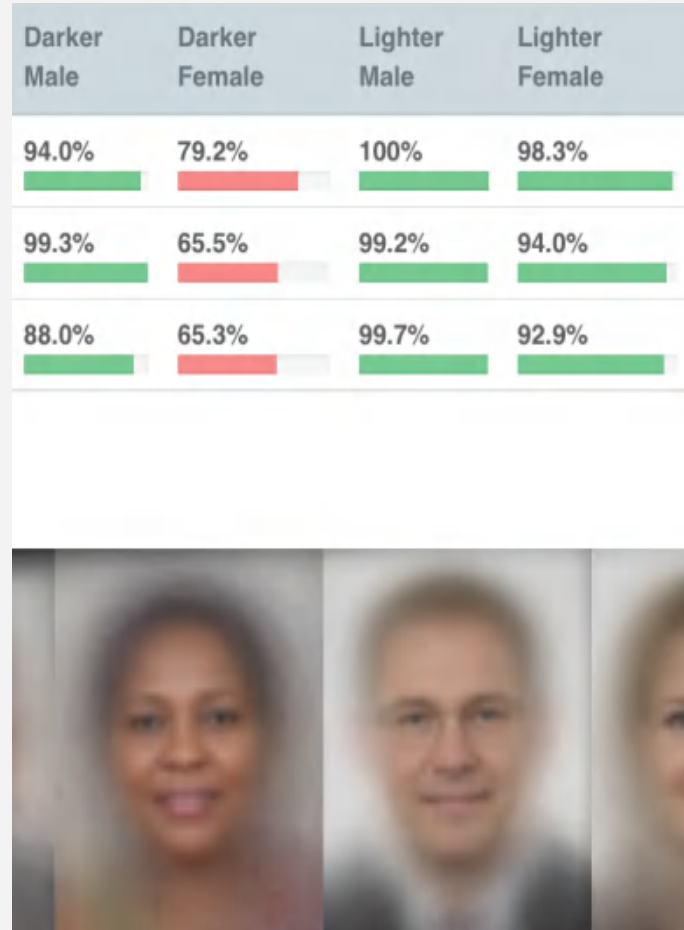 Darker Darker Lighter Lighter
Male Female Male Female
94.0% 79.2% 100% 98.3%
99.3% 65.5% 99.2% 94.0%
88.0% 65.3% 99.7% 92.9%